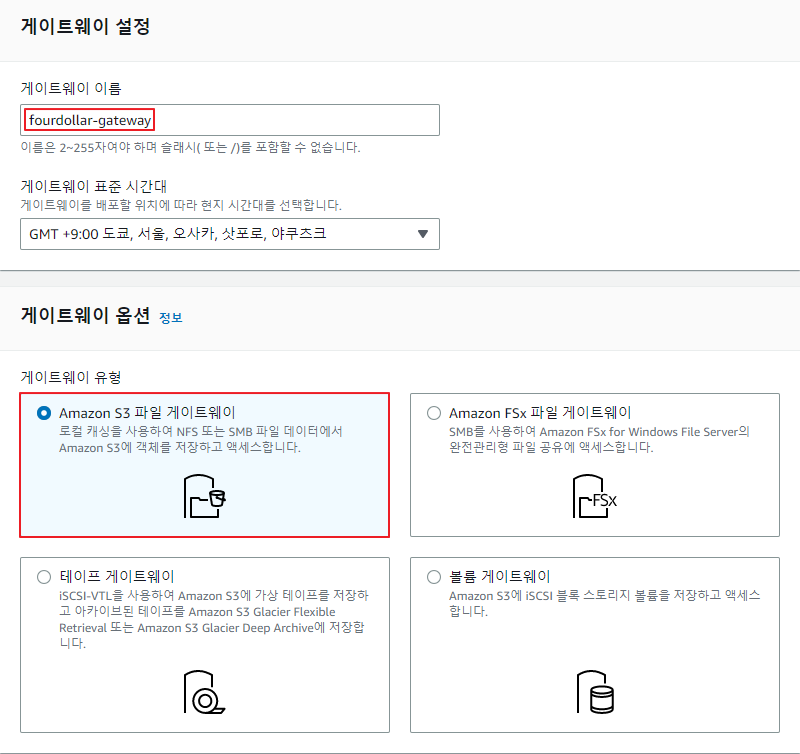 게이트웨이 설정
게이트웨이 이름
fourdollar-gateway
이름은 2~255자여야 하며 슬래시( 또는 /)를 포함할 수 없습니다.
게이트웨이 표준 시간대
게이트웨이를 배포할 위치에 따라 현지 시간대를 선택합니다.
GMT +9:00 도쿄, 서울, 오사카, 삿포로, 야쿠츠크
게이트웨이 옵션 정보
게이트웨이 유형
Amazon S3 파일 게이트웨이
로컬 캐싱을 사용하여 NFS 또는 SMB 파일 데이터에서
Amazon S3에 객체를 저장하고 액세스합니다.
Amazon FSx 파일 게이트웨이
SMB를 사용하여 Amazon FSx for Windows File Server의
완전관리형 파일 공유에 액세스합니다.
FSx
테이프 게이트웨이
iSCSI-VTL을 사용하여 Amazon S3에 가상 테이프를 저장하
고 아카이브된 테이프를 Amazon S3 Glacier Flexible
Retrieval 또는 Amazon S3 Glacier Deep Archive에 저장합
니다.
볼륨 게이트웨이
Amazon S3에 iSCSI 블록 스토리지 볼륨을 저장하고 액세스
합니다.